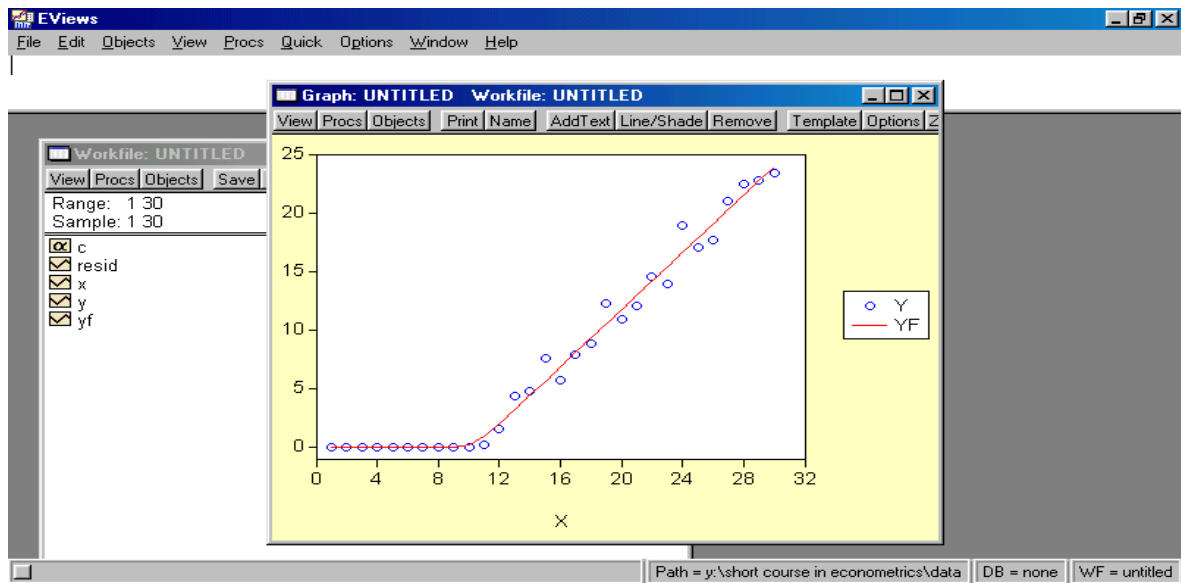 EViews
File Edit Objects View Procs Quick Options Window Help
Graph: UNTITLED Workfile: UNTITLED
View Procs Objects Print Name AddText Line/Shade Remove Template Options Z
Workfile: UNTITLED
View Procs Objects Save
Range: 1 30
Sample: 1 30
c
resid
x
y
yf
25
20
15
10
5
0
0 4 8 12 16 20 24 28 32
X
Y
YF
Path = y:\short course in econometrics\data DB = none WF = untitled